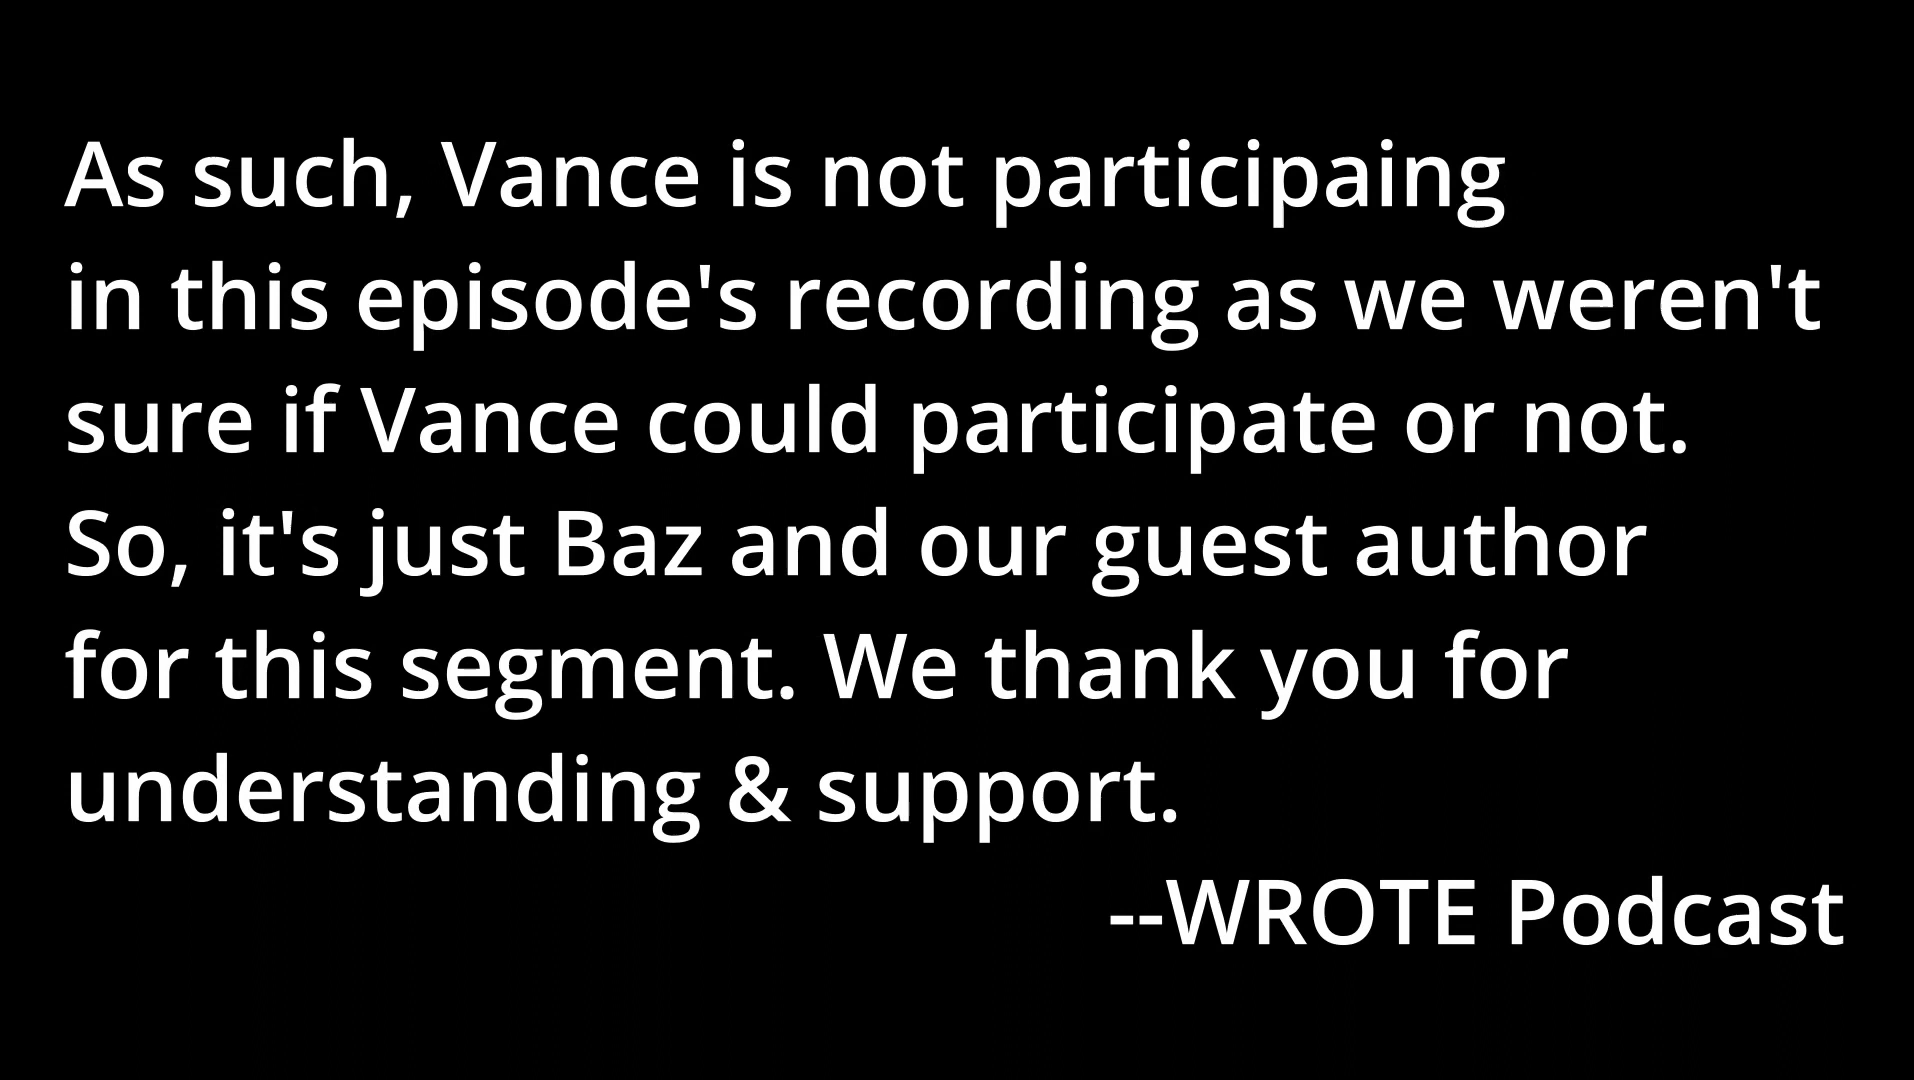 As such, Vance is not participaing
in this episode's recording as we weren't
sure if Vance could participate or not.
So, it's just Baz and our guest author
for this segment. We thank you for
understanding & support.
--WROTE Podcast